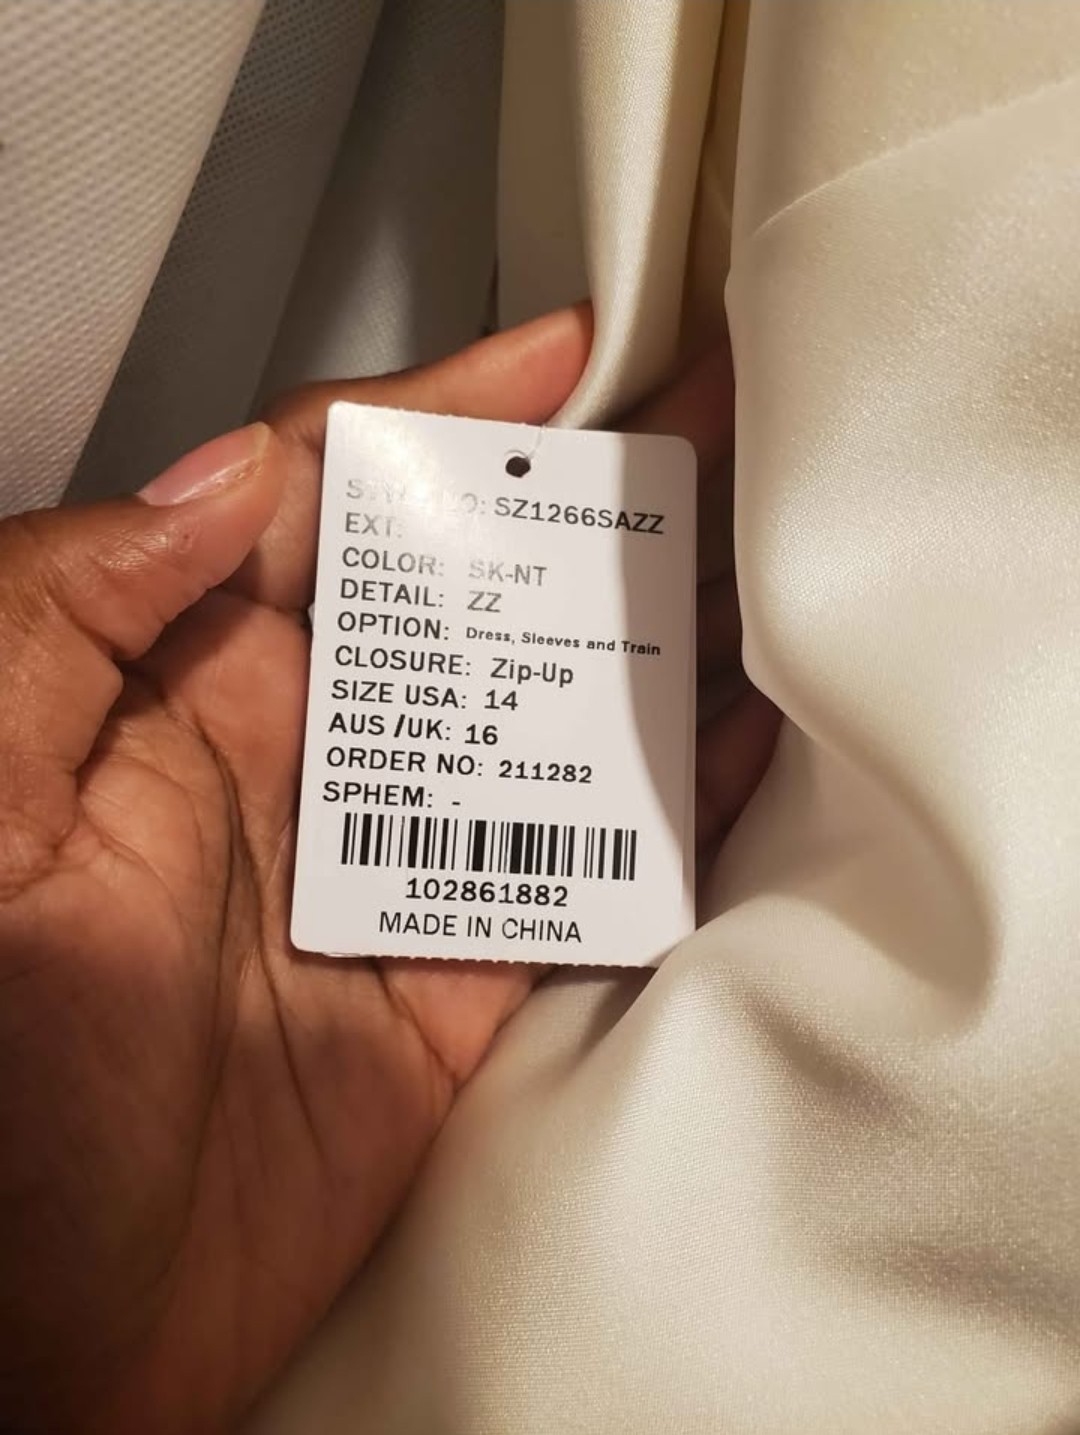 NO: SZ1266SAZZ
EXT:
COLOR: SK-NT
DETAIL: ZZ
OPTION: Dress, Sleeves and Train
CLOSURE: Zip-Up
SIZE USA: 14
AUS /UK: 16
ORDER NO: 211282
SPHEM: -
102861882
MADE IN CHINA